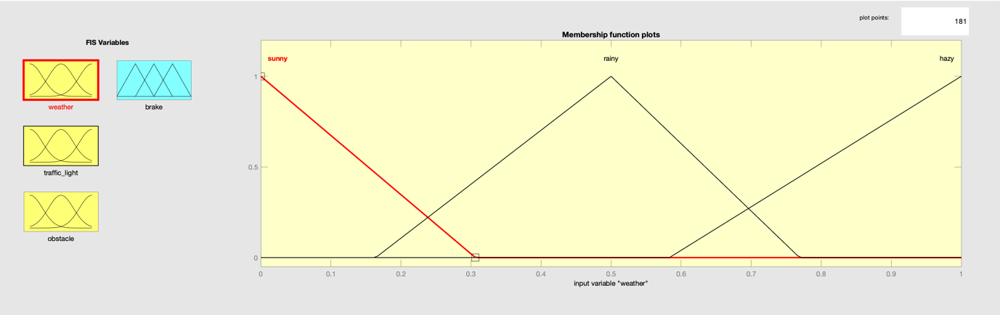 plot points:
181
FIS Variables
Membership function plots
sunny
rainy
hazy
weather
brake
traffic_light
obstacle
1
0.5
0
0
0.1
0.2
0.3
0.4
0.5
0.6
0.7
0.8
0.9
1
input variable "weather"